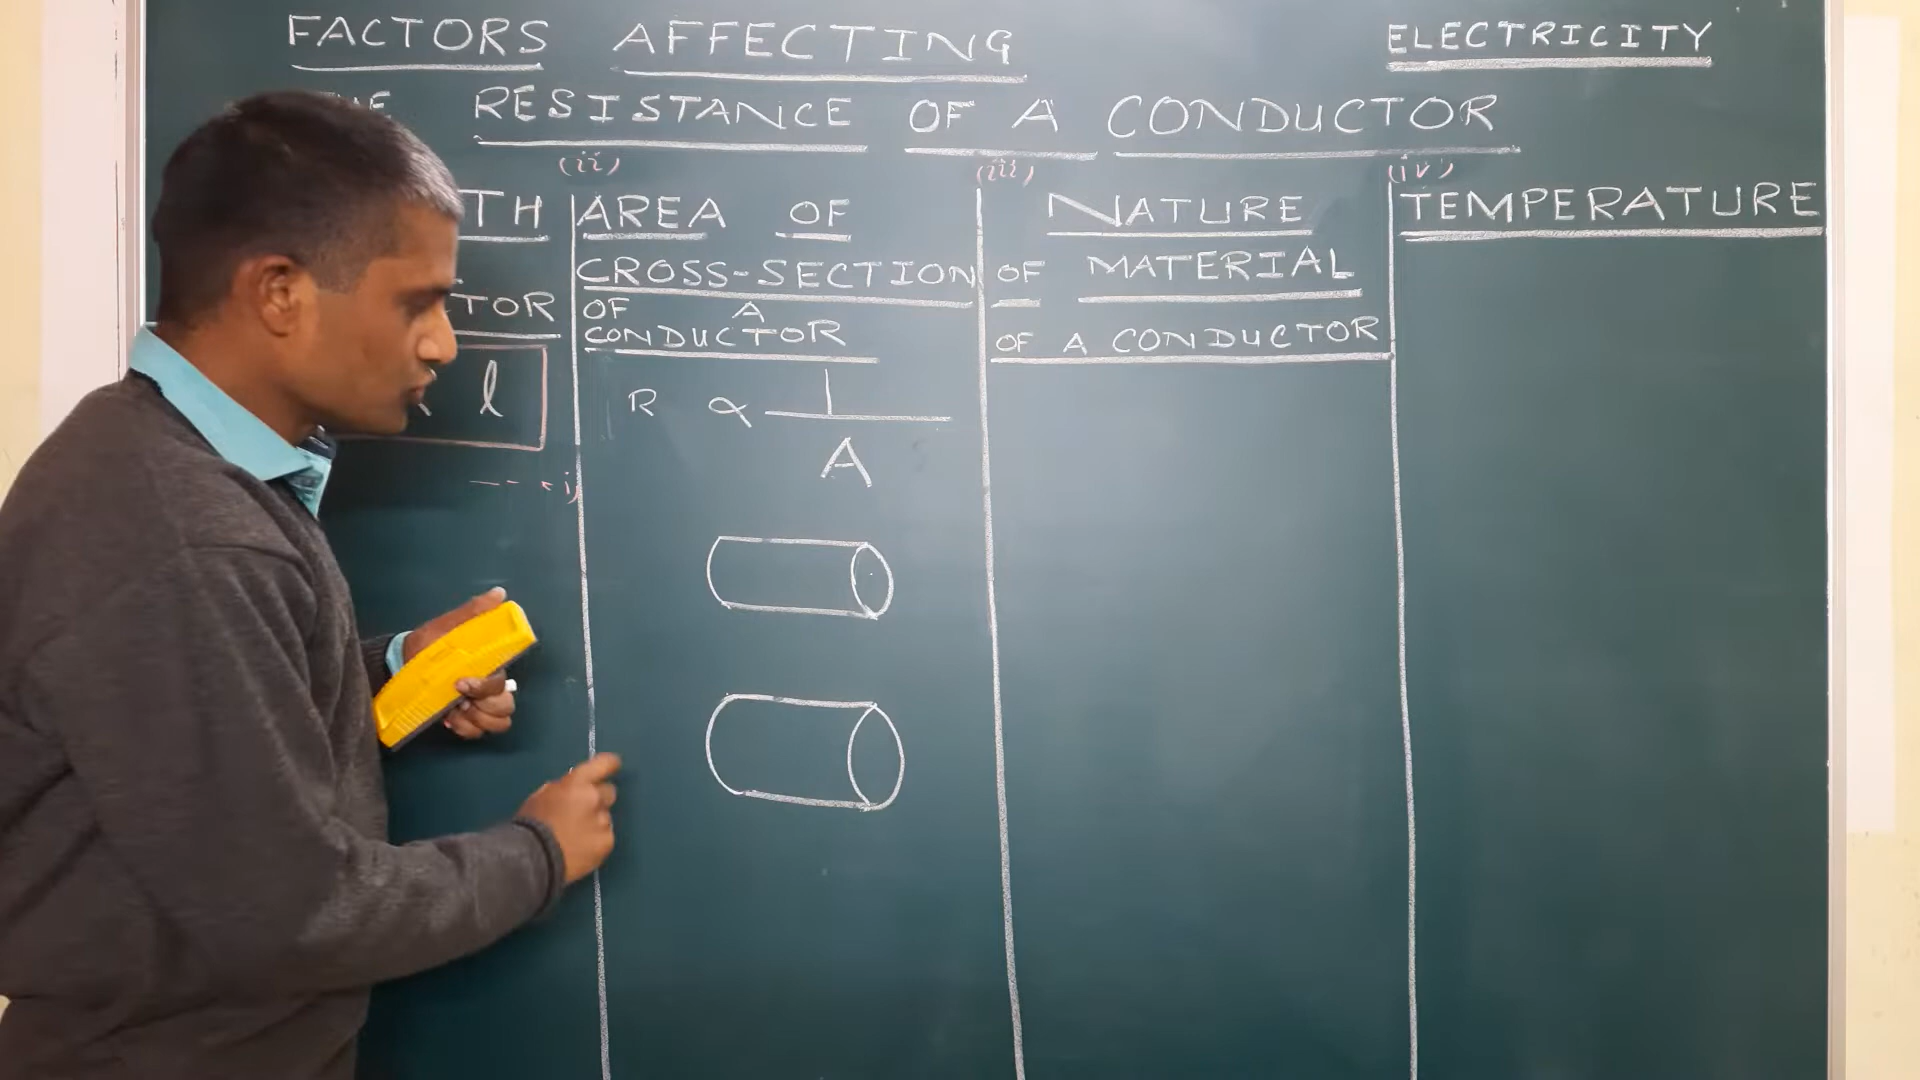 FACTORS AFFECTING
ELECTRICITY
RESISTANCE OF A CONDUCTOR
(ii)
(iii)
(iv)
TH
TOR
l
AREA OF
CROSS-SECTION
OF A
CONDUCTOR
R ∝ 1
A
NATURE
OF MATERIAL
OF A CONDUCTOR
TEMPERATURE